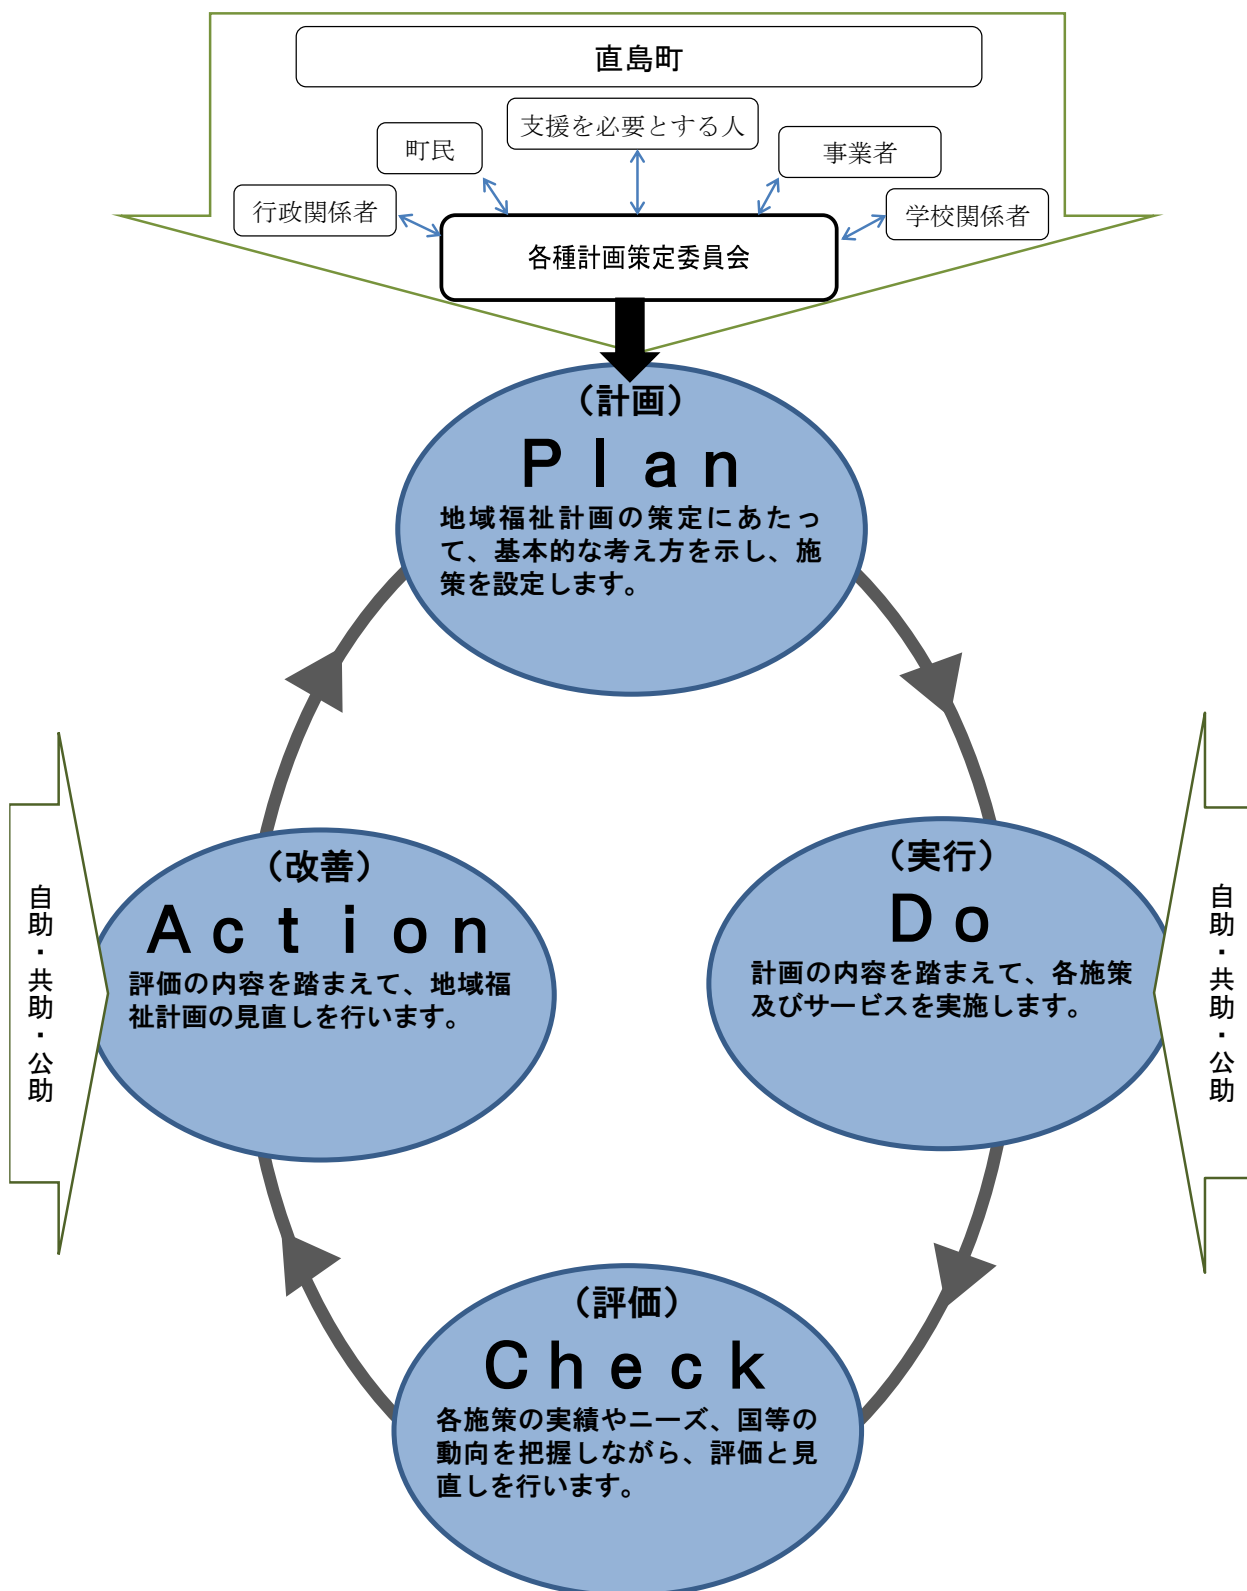 直島町
支援を必要とする人
町民
事業者
行政関係者
学校関係者
各種計画策定委員会
（計画）
Ｐｌａｎ
地域福祉計画の策定にあたっ
て、基本的な考え方を示し、施
策を設定します。
（改善）
Ａｃｔｉｏｎ
評価の内容を踏まえて、地域福
祉計画の見直しを行います。
（実行）
Ｄｏ
計画の内容を踏まえて、各施策
及びサービスを実施します。
自助・共助・公助
自助・共助・公助
（評価）
Ｃｈｅｃｋ
各施策の実績やニーズ、国等の
動向を把握しながら、評価と見
直しを行います。